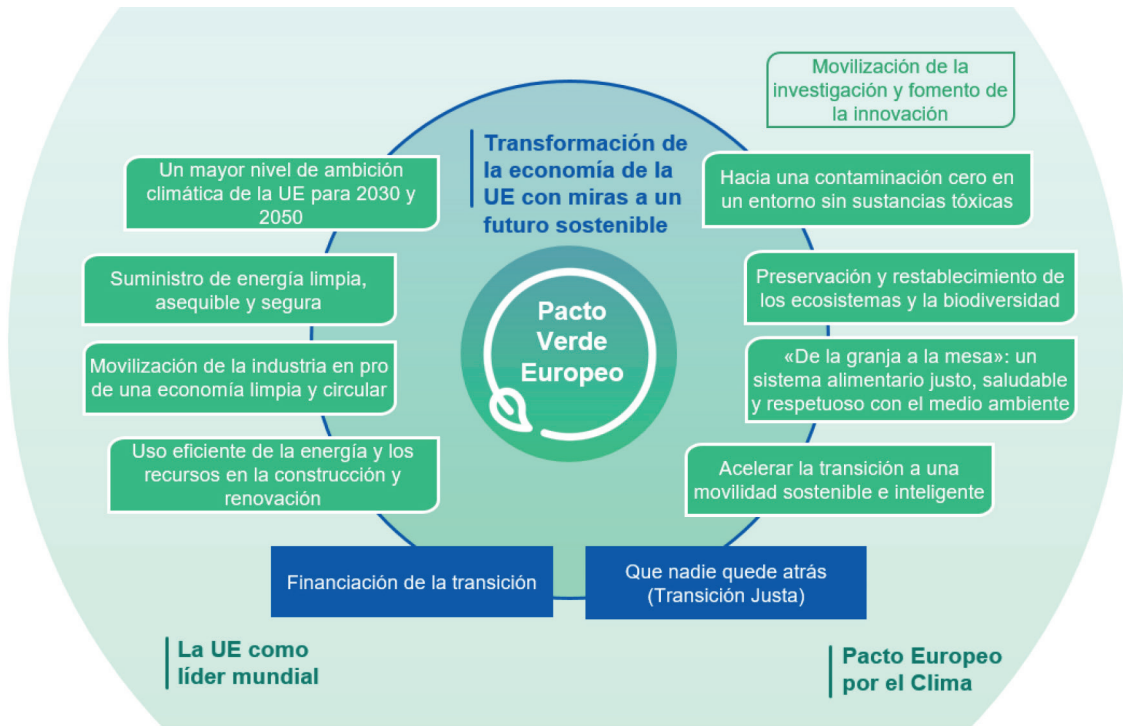 Movilización de la
investigación y fomento de
la innovación
Transformación de
la economía de la
UE con miras a un
futuro sostenible
Un mayor nivel de ambición
climática de la UE para 2030 y
2050
Hacia una contaminación cero en
un entorno sin sustancias tóxicas
Suministro de energía limpia,
asequible y segura
Preservación y restablecimiento de
los ecosistemas y la biodiversidad
Pacto
Verde
Europeo
Movilización de la industria en pro
de una economía limpia y circular
«De la granja a la mesa»: un
sistema alimentario justo, saludable
y respetuoso con el medio ambiente
Uso eficiente de la energía y los
recursos en la construcción y
renovación
Acelerar la transición a una
movilidad sostenible e inteligente
Financiación de la transición
Que nadie quede atrás
(Transición Justa)
La UE como
líder mundial
Pacto Europeo
por el Clima